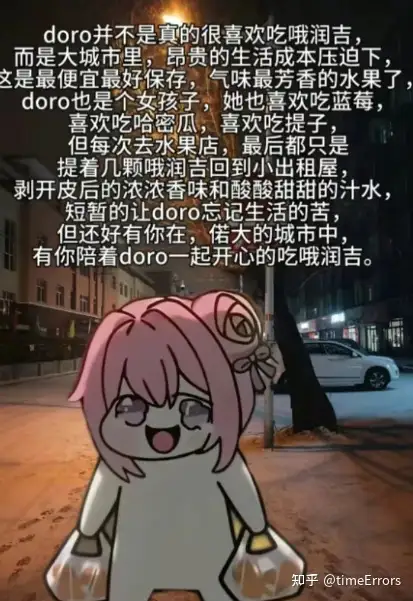 doro并不是真的很喜欢吃哦润吉，
而是大城市里，昂贵的生活成本压迫下，
这是最便宜最好保存，气味最芳香的水果了，
doro也是个女孩子，她也喜欢吃蓝莓，
喜欢吃哈密瓜，喜欢吃提子，
但每次去水果店，最后都只是
提着几颗哦润吉回到小出租屋，
剥开皮后的浓浓香味和酸酸甜甜的汁水，
短暂的让doro忘记生活的苦，
但还好有你在，偌大的城市中，
有你陪着doro一起开心的吃哦润吉。
知乎 @timeErrors